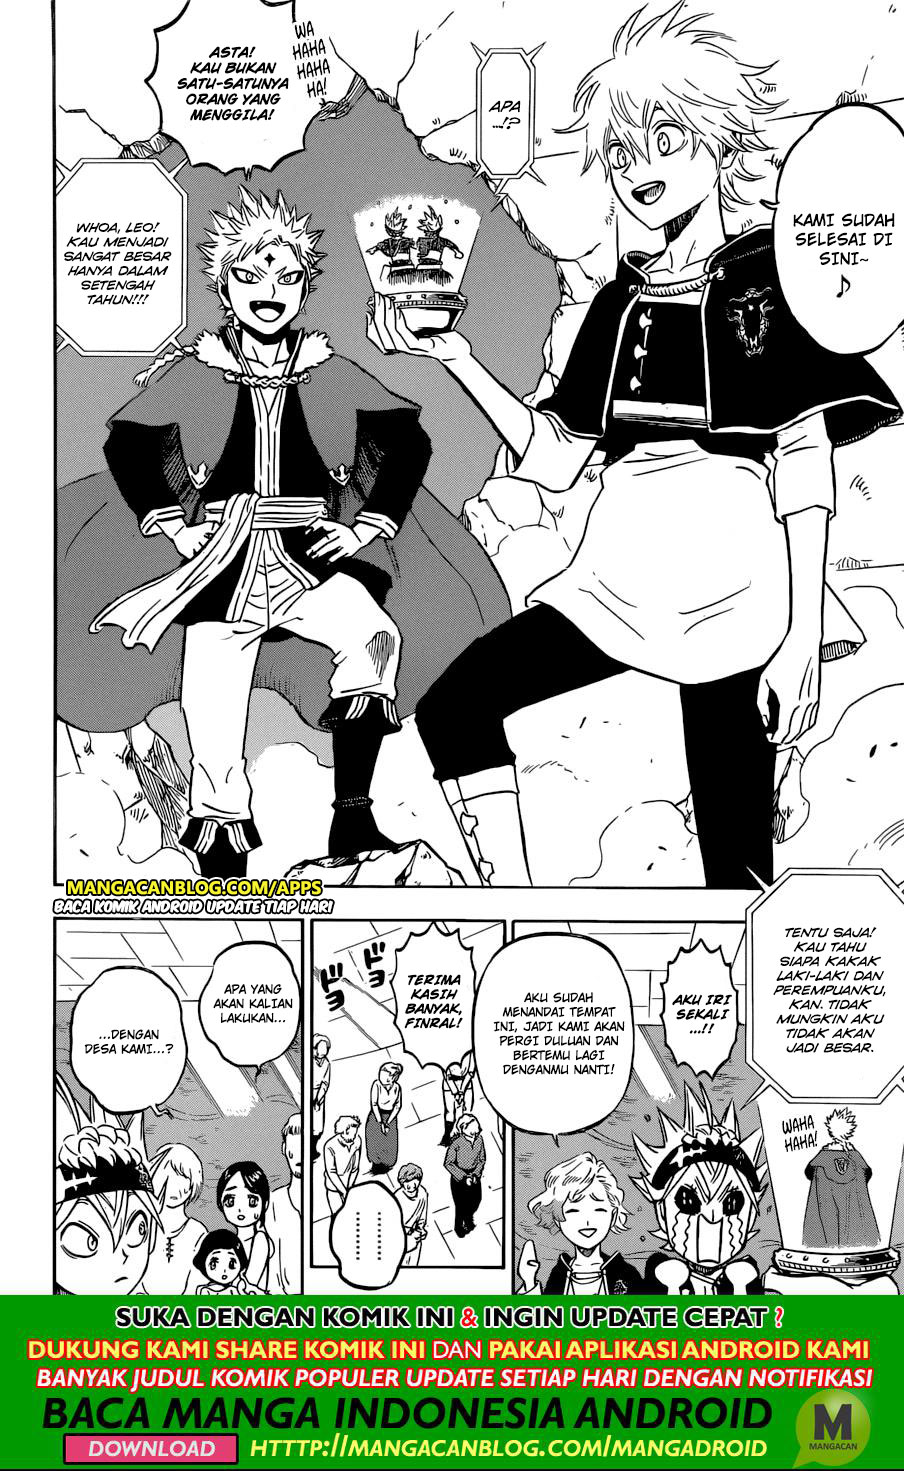 KAMI SUDAH
SELESAI DI
SINI~
♪
APA
...!?
WA
HAHA
HAHA
HA!
ASTA!
KAU BUKAN
SATU-SATUNYA
ORANG YANG
MENGGILA!
WHOA, LEO!
KAU MENJADI
SANGAT BESAR
HANYA DALAM
SETENGAH
TAHUN!!!
MANGACANBLOG.COM/APPS
BACA KOMIK ANDROID UPDATE TIAP HARI
TENTU SAJA!
KAU TAHU
SIAPA KAKAK
LAKI-LAKI DAN
PEREMPUANKU,
KAN. TIDAK
MUNGKIN AKU
TIDAK AKAN
JADI BESAR.
WAHA
HAHA!
AKU IRI
SEKALI
...!!
AKU SUDAH
MENANDAI TEMPAT
INI, JADI KAMI AKAN
PERGI DULUAN DAN
BERTEMU LAGI
DENGANMU NANTI!
TERIMA
KASIH
BANYAK,
FINRAL!
ドヨ
ドヨ
............
APA YANG
AKAN KALIAN
LAKUKAN...
...DENGAN
DESA KAMI...?
SUKA DENGAN KOMIK INI & INGIN UPDATE CEPAT ?
DUKUNG KAMI SHARE KOMIK INI DAN PAKAI APLIKASI ANDROID KAMI
BANYAK JUDUL KOMIK POPULER UPDATE SETIAP HARI DENGAN NOTIFIKASI
BACA MANGA INDONESIA ANDROID
M
MANGACAN
DOWNLOAD HTTTP://MANGACANBLOG.COM/MANGADROID